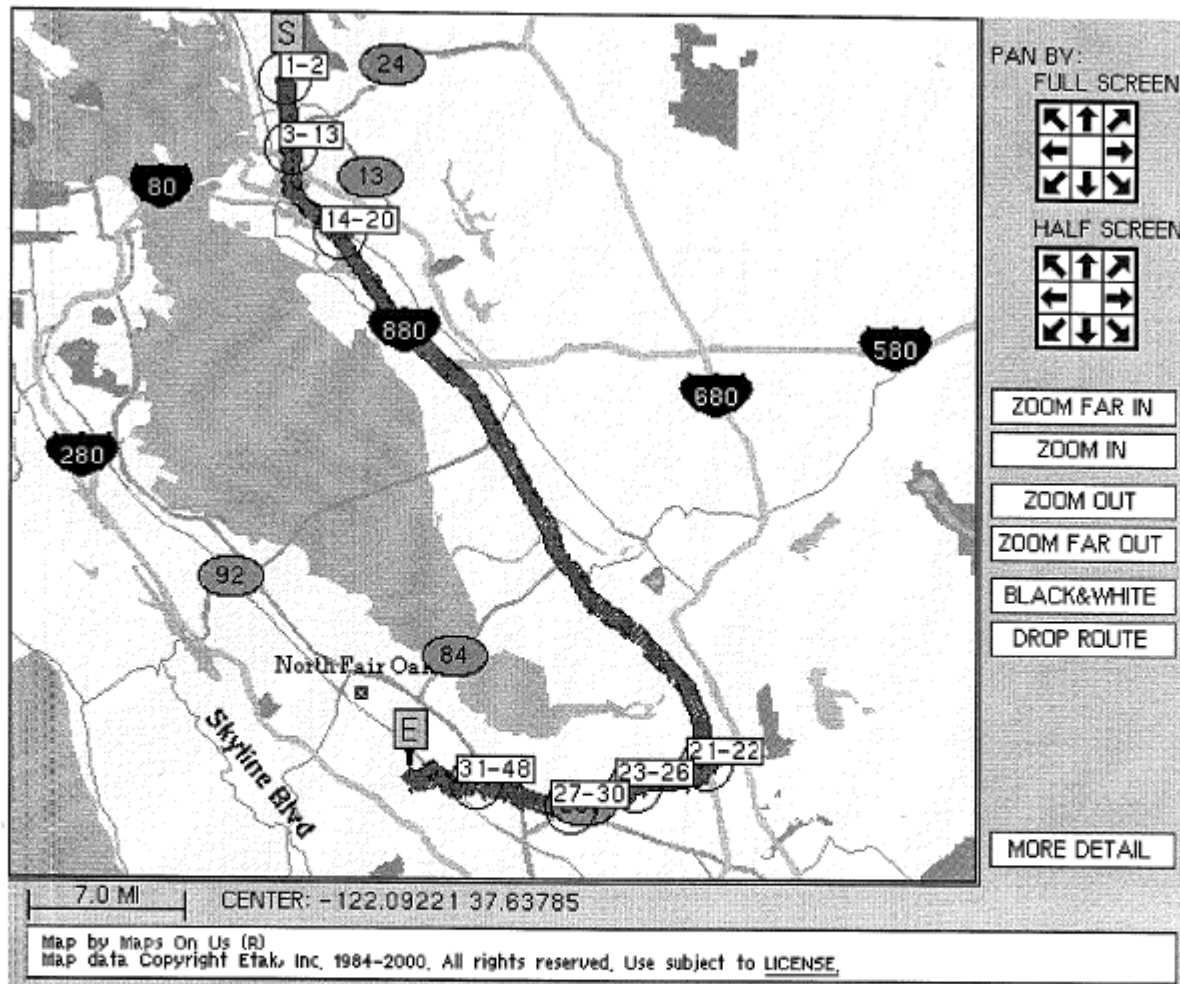 S
1-2
24
3-13
13
80
14-20
880
580
680
280
92
84
North Fair Oa
Skyline Blvd
E
31-48
27-30
23-26
21-22
PAN BY:
FULL SCREEN
HALF SCREEN
ZOOM FAR IN
ZOOM IN
ZOOM OUT
ZOOM FAR OUT
BLACK&WHITE
DROP ROUTE
MORE DETAIL
7.0 MI
CENTER: -122.09221 37.63785
Map by Maps On Us (R)
Map data Copyright Etak, Inc. 1984-2000. All rights reserved. Use subject to LICENSE.